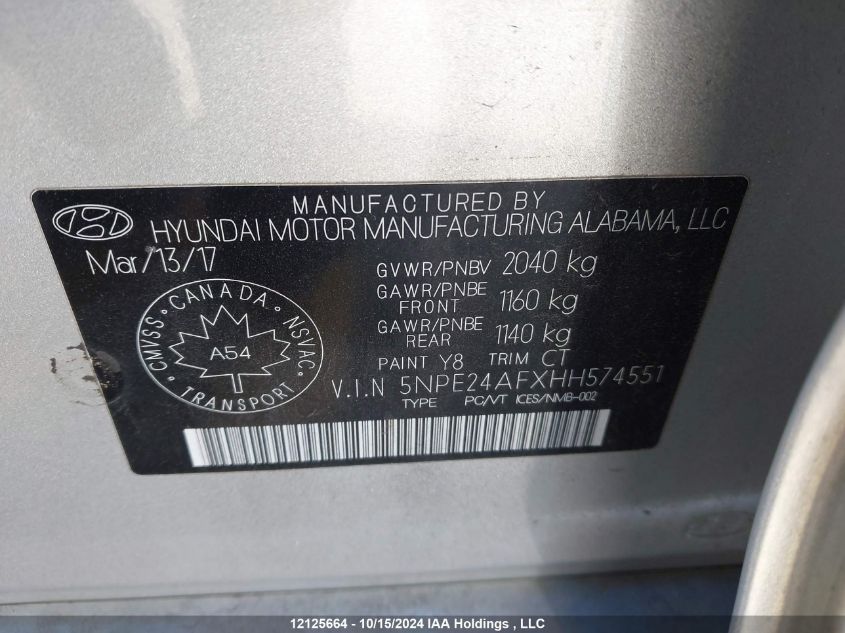 MANUFACTURED BY
HYUNDAI MOTOR MANUFACTURING ALABAMA, LLC
Mar/13/17
GVWR/PNBV 2040 kg
GAWR/PNBE FRONT 1160 kg
GAWR/PNBE REAR 1140 kg
PAINT Y8 TRIM CT
CANADA
CMVSS NSVAC
A54
TRANSPORT
V.I.N 5NPE24AFXHH574551
TYPE PC/VT ICES/NMB-002
12125664 - 10/15/2024 IAA Holdings , LLC